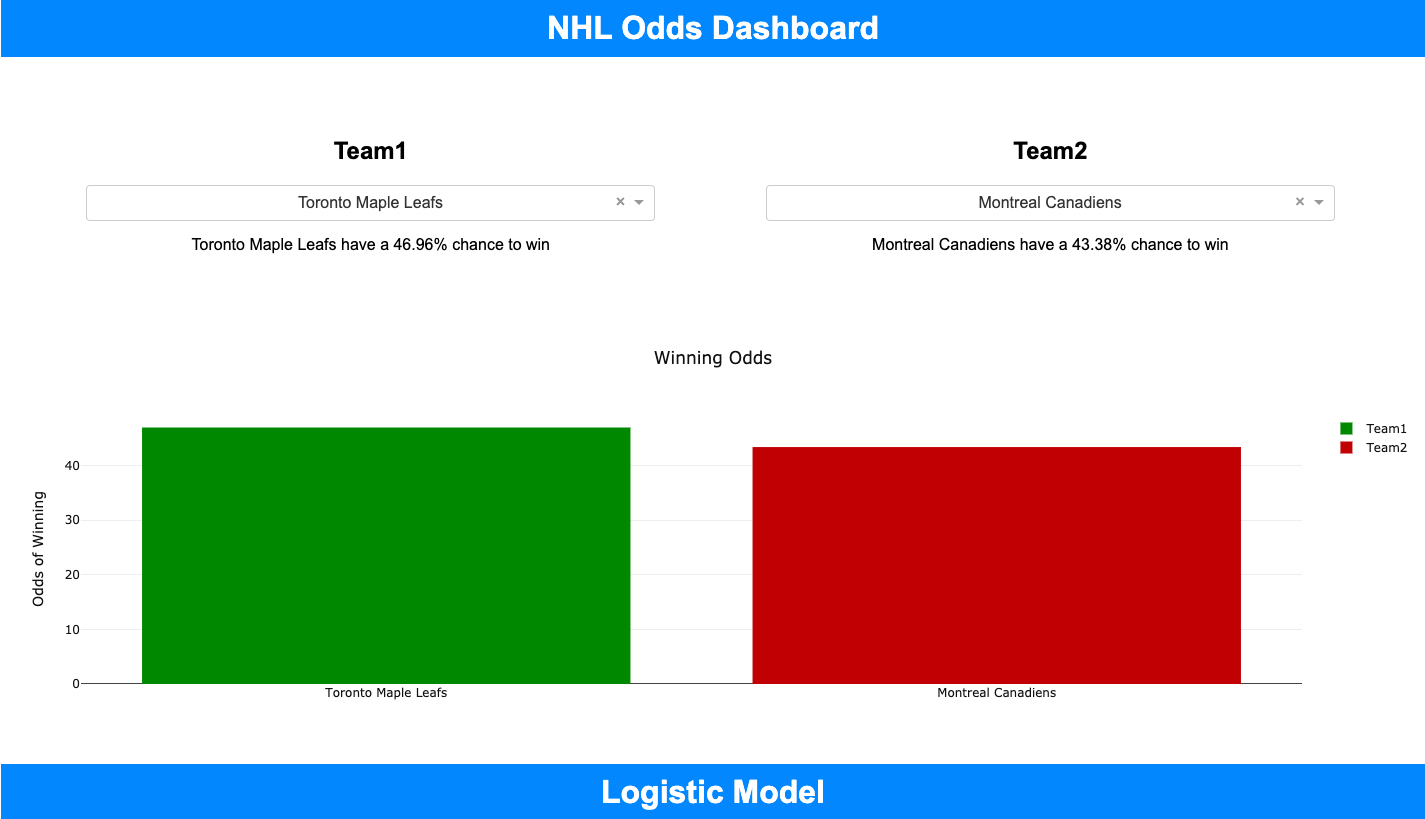 NHL Odds Dashboard
Team1
Team2
Toronto Maple Leafs × 
Montreal Canadiens ×
Toronto Maple Leafs have a 46.96% chance to win
Montreal Canadiens have a 43.38% chance to win
Winning Odds
Team1
Team2
Odds of Winning
40
30
20
10
0
Toronto Maple Leafs
Montreal Canadiens
Logistic Model